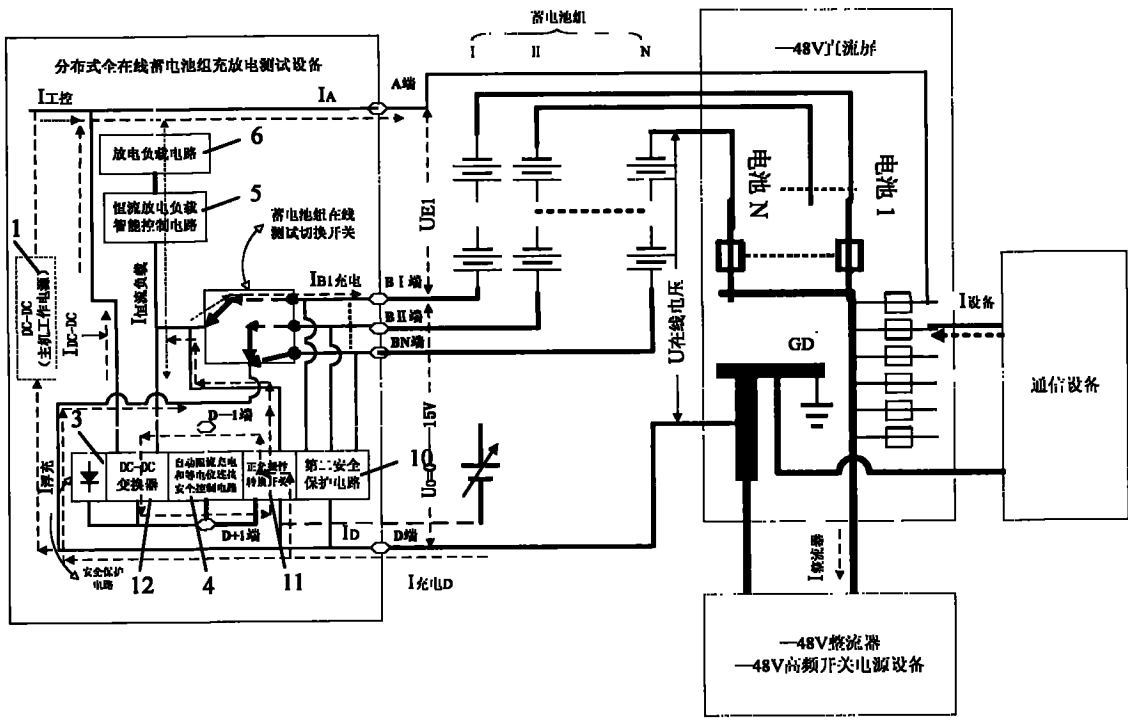 蓄电池组
I II N
—48V直流屏
分布式全在线蓄电池组充放电测试设备
A端
I工控
IA
放电负载电路
6
恒流放电负载
智能控制电路
5
1
蓄电池组在线
测试切换开关
UE1
电池 N
电池 1
DC-DC
(主机工作电源)
I恒流负载
IDC-DC
IB1充电
B I 端
BII端
BN端
U在线电压
I设备
GD
通信设备
D—1端
15V
U0
3
I浮充
DC-DC
变换器
自动限流充电
和等电位连接
安全控制电路
转换开关
第二安全
保护电路
10
D+1端
ID
D端
安全保护
电路
12
4
11
I充电D
I整流器
—48V整流器
—48V高频开关电源设备